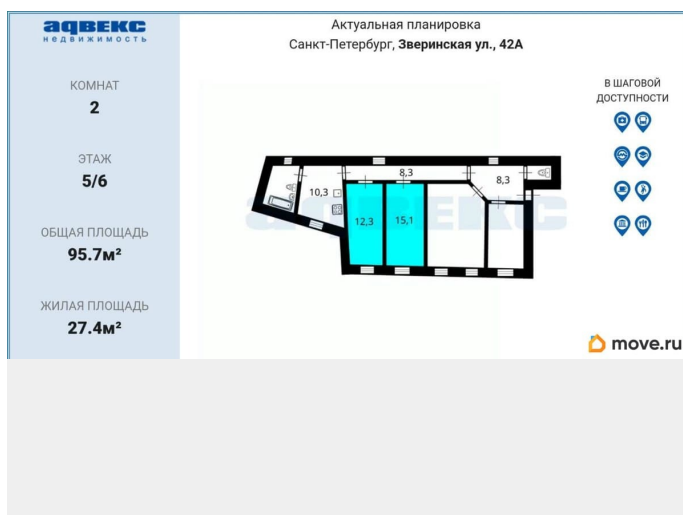 адвекс
недвижимость
КОМНАТ
2
ЭТАЖ
5/6
ОБЩАЯ ПЛОЩАДЬ
95.7м²
ЖИЛАЯ ПЛОЩАДЬ
27.4м²
Актуальная планировка
Санкт-Петербург, Зверинская ул., 42А
8,3
8,3
10,3
12,3
15,1
адвекс
В ШАГОВОЙ
ДОСТУПНОСТИ
move.ru